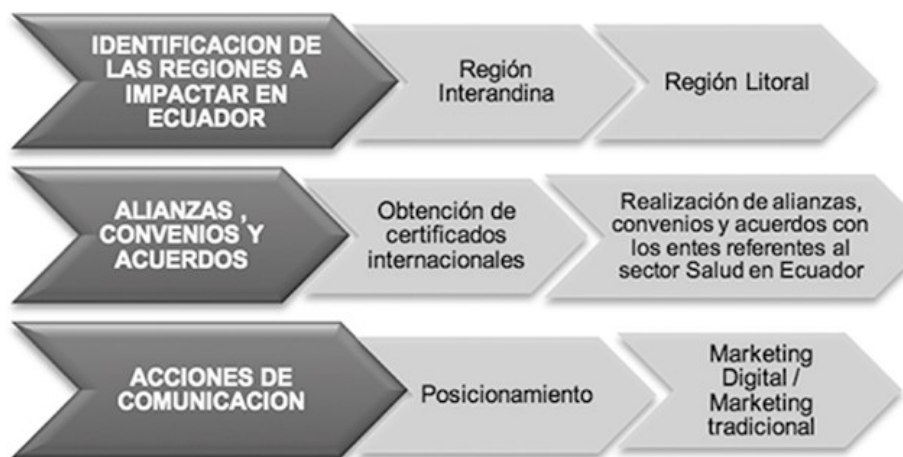 IDENTIFICACION DE
LAS REGIONES A
IMPACTAR EN
ECUADOR
Región
Interandina
Región Litoral
ALIANZAS ,
CONVENIOS Y
ACUERDOS
Obtención de
certificados
internacionales
Realización de alianzas,
convenios y acuerdos con
los entes referentes al
sector Salud en Ecuador
ACCIONES DE
COMUNICACION
Posicionamiento
Marketing
Digital /
Marketing
tradicional